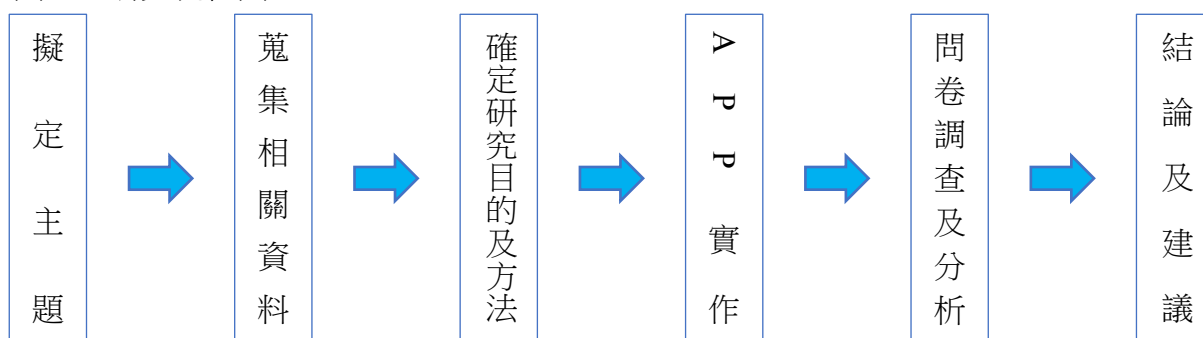 擬定主題
蒐集相關資料
確定研究目的及方法
APP實作
問卷調查及分析
結論及建議